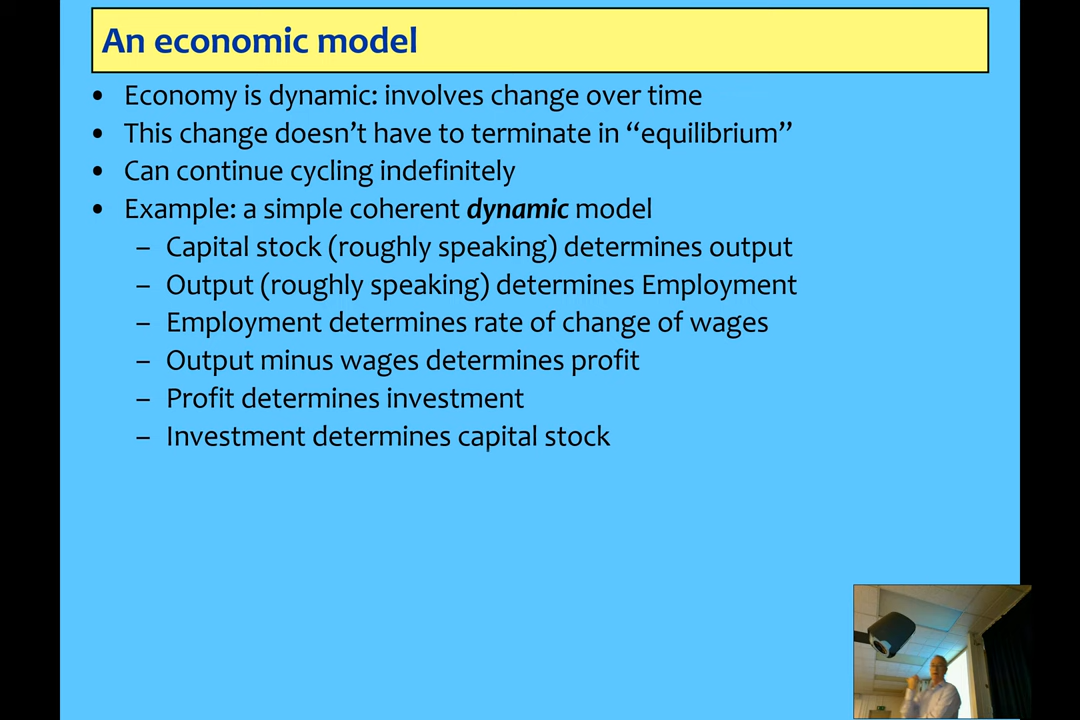 An economic model
• Economy is dynamic: involves change over time
• This change doesn’t have to terminate in “equilibrium”
• Can continue cycling indefinitely
• Example: a simple coherent dynamic model
– Capital stock (roughly speaking) determines output
– Output (roughly speaking) determines Employment
– Employment determines rate of change of wages
– Output minus wages determines profit
– Profit determines investment
– Investment determines capital stock